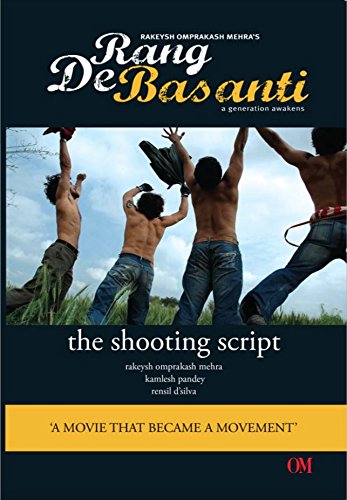 RAKEYSH OMPRAKASH MEHRA'S
Rang
De Basanti
a generation awakens
the shooting script
rakeysh omprakash mehra
kamlesh pandey
rensil d'silva
'A MOVIE THAT BECAME A MOVEMENT'
OM